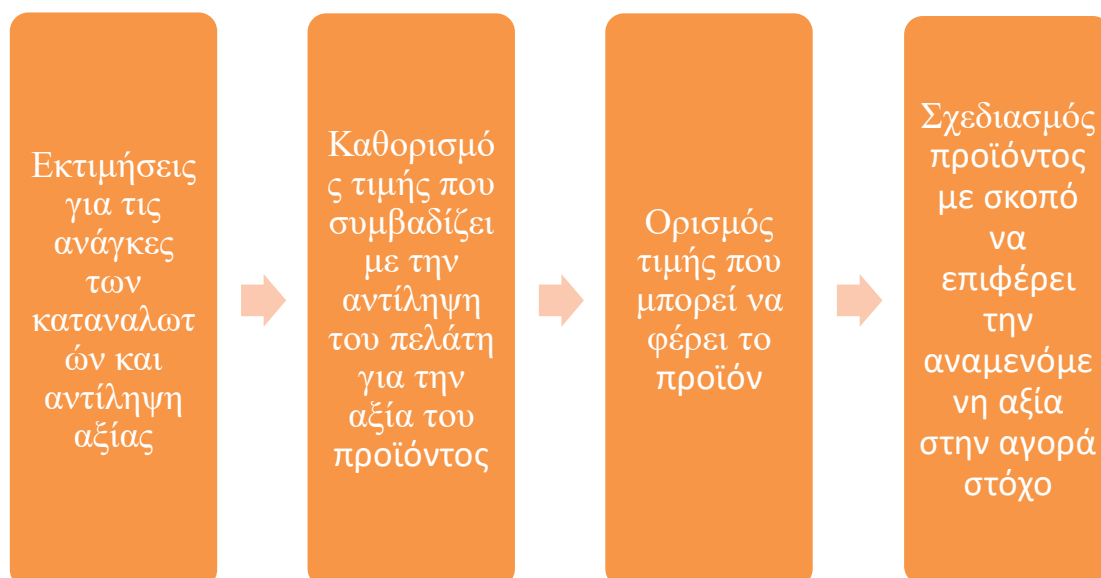 Εκτιμήσεις
για τις
ανάγκες
των
καταναλωτ
ών και
αντίληψη
αξίας
Καθορισμό
ς τιμής που
συμβαδίζει
με την
αντίληψη
του πελάτη
για την
αξία του
προϊόντος
Ορισμός
τιμής που
μπορεί να
φέρει το
προϊόν
Σχεδιασμός
προϊόντος
με σκοπό
να
επιφέρει
την
αναμενόμε
νη αξία
στην αγορά
στόχο